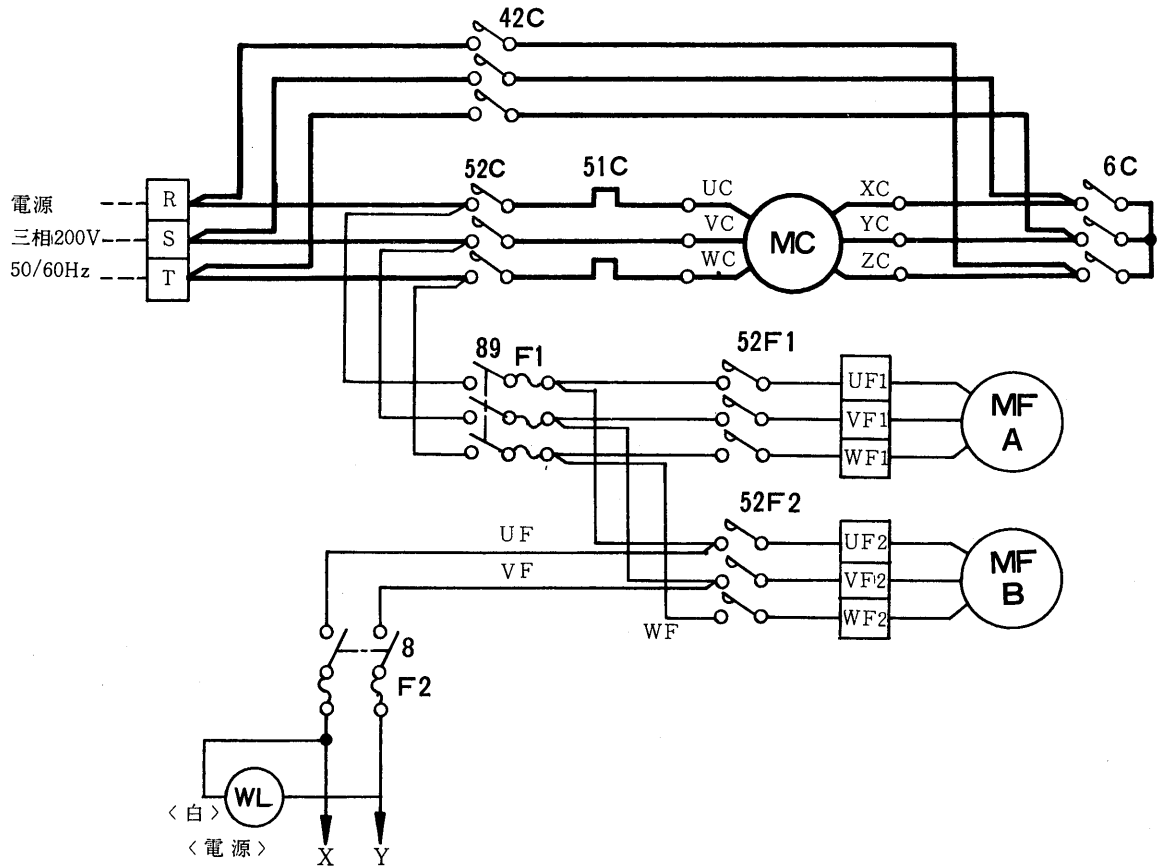 42C
52C
51C
6C
電源
三相200V
50/60Hz
R
S
T
UC
VC
WC
MC
XC
YC
ZC
89
F1
52F1
UF1
VF1
WF1
MF
A
52F2
UF
VF
WF
UF2
VF2
WF2
MF
B
8
F2
WL
〈白〉
〈電源〉
X
Y